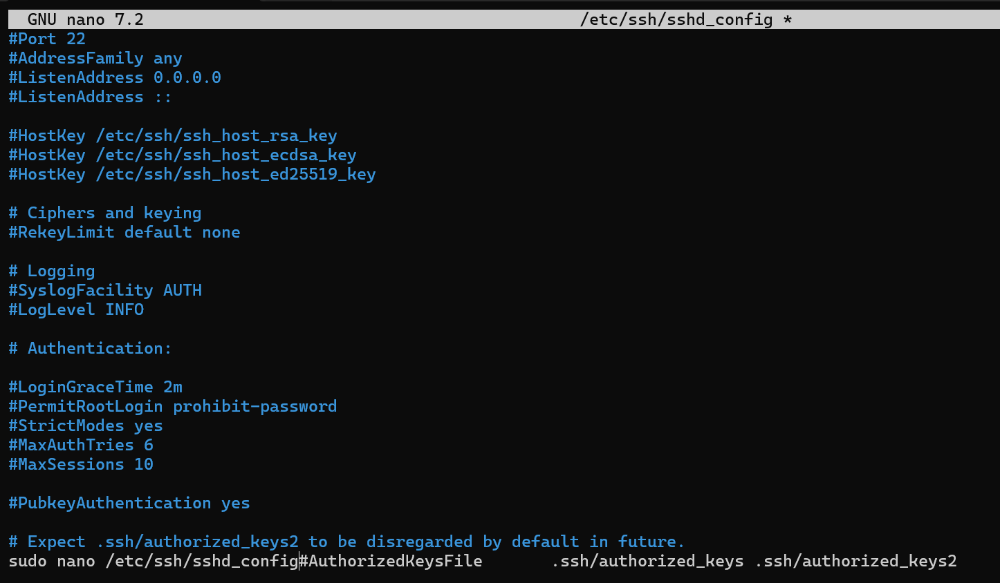 GNU nano 7.2 /etc/ssh/sshd_config *
#Port 22
#AddressFamily any
#ListenAddress 0.0.0.0
#ListenAddress ::
#HostKey /etc/ssh/ssh_host_rsa_key
#HostKey /etc/ssh/ssh_host_ecdsa_key
#HostKey /etc/ssh/ssh_host_ed25519_key
# Ciphers and keying
#RekeyLimit default none
# Logging
#SyslogFacility AUTH
#LogLevel INFO
# Authentication:
#LoginGraceTime 2m
#PermitRootLogin prohibit-password
#StrictModes yes
#MaxAuthTries 6
#MaxSessions 10
#PubkeyAuthentication yes
# Expect .ssh/authorized_keys2 to be disregarded by default in future.
sudo nano /etc/ssh/sshd_config#AuthorizedKeysFile .ssh/authorized_keys .ssh/authorized_keys2